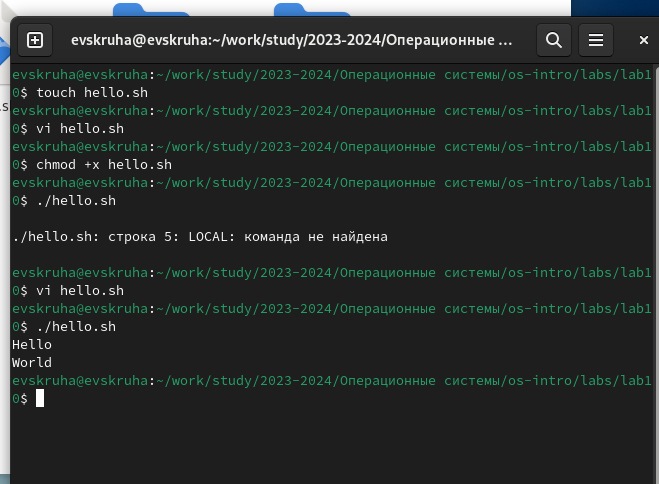 evskruha@evskruha:~/work/study/2023-2024/Операционные ...
evskruha@evskruha:~/work/study/2023-2024/Операционные системы/os-intro/labs/lab1
0$ touch hello.sh
evskruha@evskruha:~/work/study/2023-2024/Операционные системы/os-intro/labs/lab1
0$ vi hello.sh
evskruha@evskruha:~/work/study/2023-2024/Операционные системы/os-intro/labs/lab1
0$ chmod +x hello.sh
evskruha@evskruha:~/work/study/2023-2024/Операционные системы/os-intro/labs/lab1
0$ ./hello.sh
./hello.sh: строка 5: LOCAL: команда не найдена
evskruha@evskruha:~/work/study/2023-2024/Операционные системы/os-intro/labs/lab1
0$ vi hello.sh
evskruha@evskruha:~/work/study/2023-2024/Операционные системы/os-intro/labs/lab1
0$ ./hello.sh
Hello
World
evskruha@evskruha:~/work/study/2023-2024/Операционные системы/os-intro/labs/lab1
0$